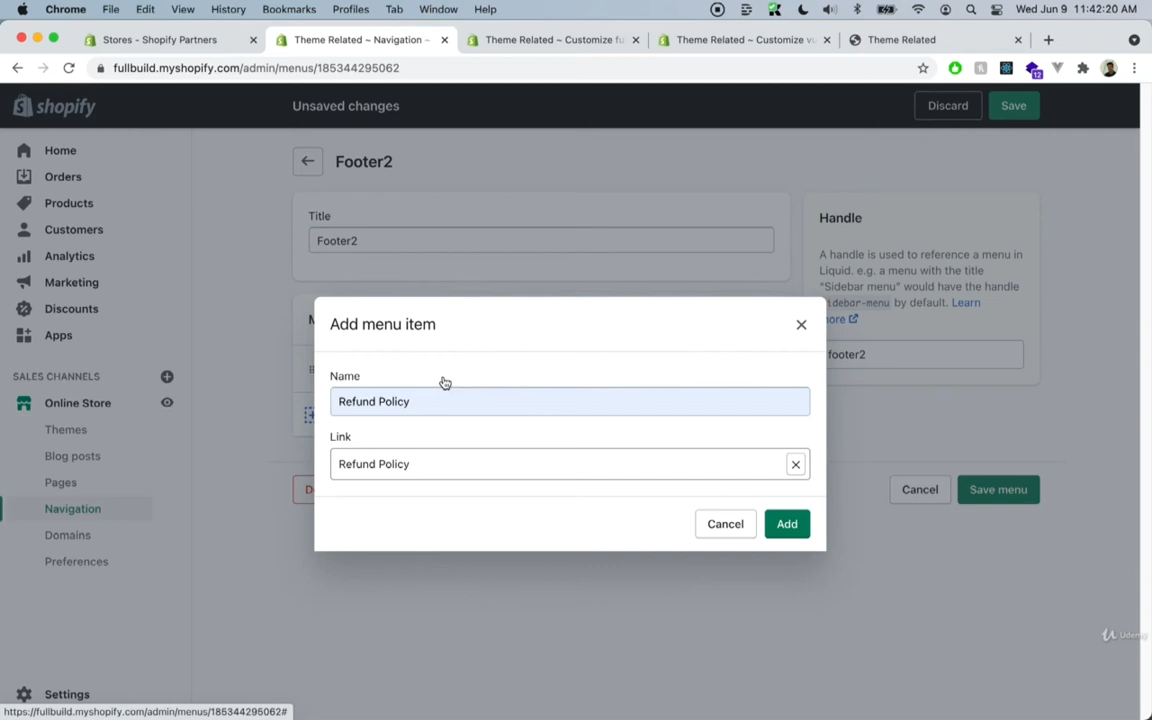 Chrome File Edit View History Bookmarks Profiles Tab Window Help Wed Jun 9 11:42:20 AM
Stores - Shopify Partners Theme Related ~ Navigation ~ Theme Related ~ Customize fu Theme Related ~ Customize Theme Related
fullbuild.myshopify.com/admin/menus/185344295062 12
shopify Unsaved changes Discard Save
Home
Orders
Products
Customers
Analytics
Marketing
Discounts
Apps
SALES CHANNELS
Online Store
Themes
Blog posts
Pages
Navigation
Domains
Preferences
Settings
Footer2
Title
Footer2
Handle
A handle is used to reference a menu in
Liquid. e.g. a menu with the title
"Sidebar menu" would have the handle
idebar-menu by default. Learn
ore
footer2
M
D
Cancel Save menu
Add menu item
Name
Refund Policy
Link
Refund Policy
Cancel Add
Udemy
https://fullbuild.myshopify.com/admin/menus/185344295062#